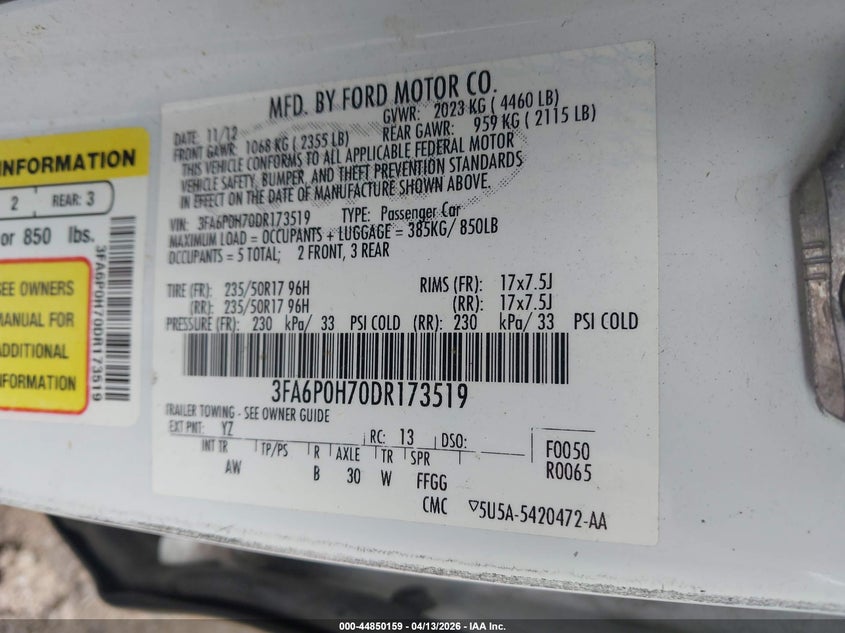 MFD. BY FORD MOTOR CO.
DATE: 11/12 GVWR: 2023 KG ( 4460 LB)
FRONT GAWR: 1068 KG ( 2355 LB) REAR GAWR: 959 KG ( 2115 LB)
THIS VEHICLE CONFORMS TO ALL APPLICABLE FEDERAL MOTOR
VEHICLE SAFETY, BUMPER, AND THEFT PREVENTION STANDARDS
IN EFFECT ON THE DATE OF MANUFACTURE SHOWN ABOVE.
VIN: 3FA6P0H70DR173519 TYPE: Passenger Car
MAXIMUM LOAD = OCCUPANTS + LUGGAGE = 385KG/ 850LB
OCCUPANTS = 5 TOTAL; 2 FRONT, 3 REAR
TIRE (FR): 235/50R17 96H RIMS (FR): 17x7.5J
(RR): 235/50R17 96H (RR): 17x7.5J
PRESSURE (FR): 230 kPa/ 33 PSI COLD (RR): 230 kPa/ 33 PSI COLD
3FA6P0H70DR173519
TRAILER TOWING - SEE OWNER GUIDE
EXT PNT: YZ RC: 13 DSO: F0050
INT TR TP/PS R AXLE TR SPR R0065
AW B 30 W FFGG
CMC ▽5U5A-5420472-AA
INFORMATION
2 REAR: 3
or 850 lbs.
SEE OWNERS
MANUAL FOR
ADDITIONAL
INFORMATION
3FA6P0H70DR173519
000-44850159 - 04/13/2026 - IAA Inc.